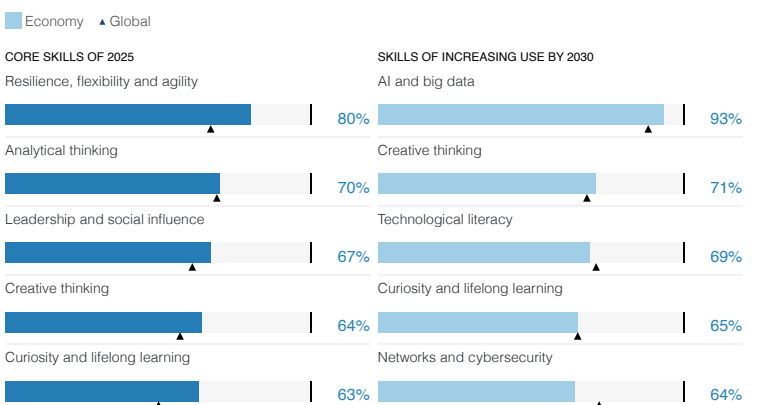 Economy Global
CORE SKILLS OF 2025
Resilience, flexibility and agility
80%
Analytical thinking
70%
Leadership and social influence
67%
Creative thinking
64%
Curiosity and lifelong learning
63%
SKILLS OF INCREASING USE BY 2030
AI and big data
93%
Creative thinking
71%
Technological literacy
69%
Curiosity and lifelong learning
65%
Networks and cybersecurity
64%